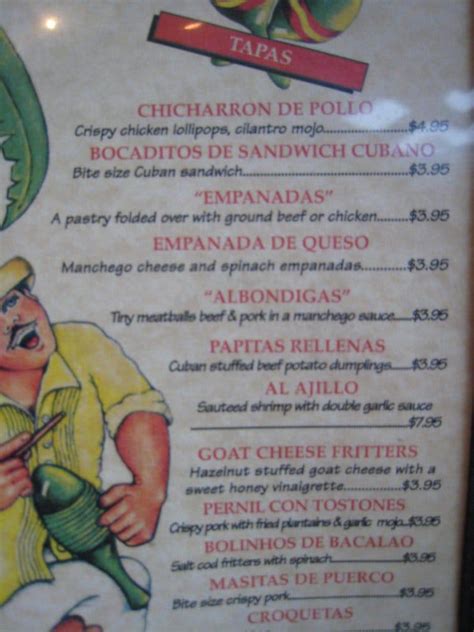 TAPAS
CHICHARRON DE POLLO
Crispy chicken lollipops, cilantro mojo...................$4.95
BOCADITOS DE SANDWICH CUBANO
Bite size Cuban sandwich.................................$3.95
"EMPANADAS"
A pastry folded over with ground beef or chicken.......$3.95
EMPANADA DE QUESO
Manchego cheese and spinach empanadas............$3.95
"ALBONDIGAS"
Tiny meatballs beef & pork in a manchego sauce....$3.95
PAPITAS RELLENAS
Cuban stuffed beef potato dumplings.......$3.95
AL AJILLO
Sauteed shrimp with double garlic sauce
..................................................$7.95
GOAT CHEESE FRITTERS
Hazelnut stuffed goat cheese with a
sweet honey vinaigrette...................$3.95
PERNIL CON TOSTONES
Crispy pork with fried plantains & garlic mojo..$3.95
BOLINHOS DE BACALAO
Salt cod fritters with spinach..................$3.95
MASITAS DE PUERCO
Bite size crispy pork...........................$3.95
CROQUETAS
$3.95